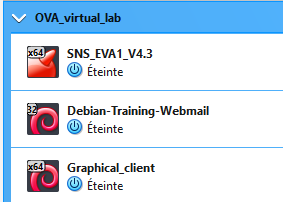 OVA_virtual_lab
x64
SNS_EVA1_V4.3
Éteinte
32
Debian-Training-Webmail
Éteinte
x64
Graphical_client
Éteinte